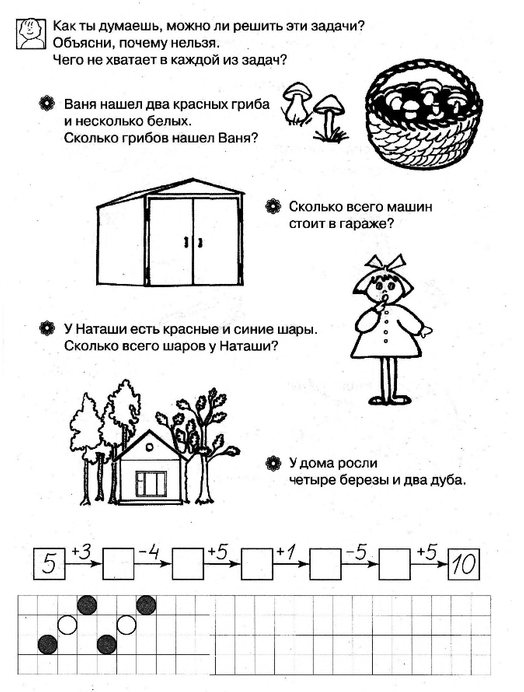 Как ты думаешь, можно ли решить эти задачи?
Объясни, почему нельзя.
Чего не хватает в каждой из задач?
Ваня нашел два красных гриба
и несколько белых.
Сколько грибов нашел Ваня?
Сколько всего машин
стоит в гараже?
У Наташи есть красные и синие шары.
Сколько всего шаров у Наташи?
У дома росли
четыре березы и два дуба.
5 +3 -4 +5 +1 -5 +5 10